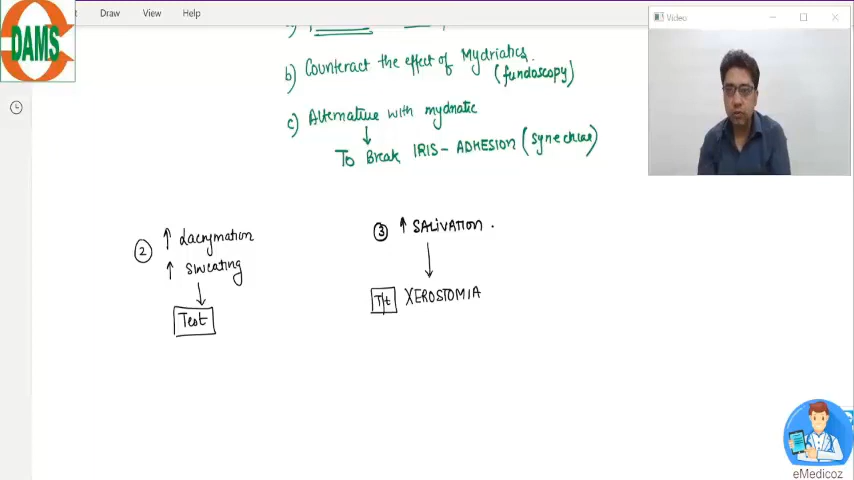 DAMS
Draw View Help
Video
b) Counteract the effect of Mydriatics.
(fundoscopy)
c) Alternative with mydriatic
To Break IRIS-ADHESION (synechiae)
② ↑ Lacrymation
↑ sweating
Test
③ ↑ SALIVATION.
T/t XEROSTOMIA
eMedicoz